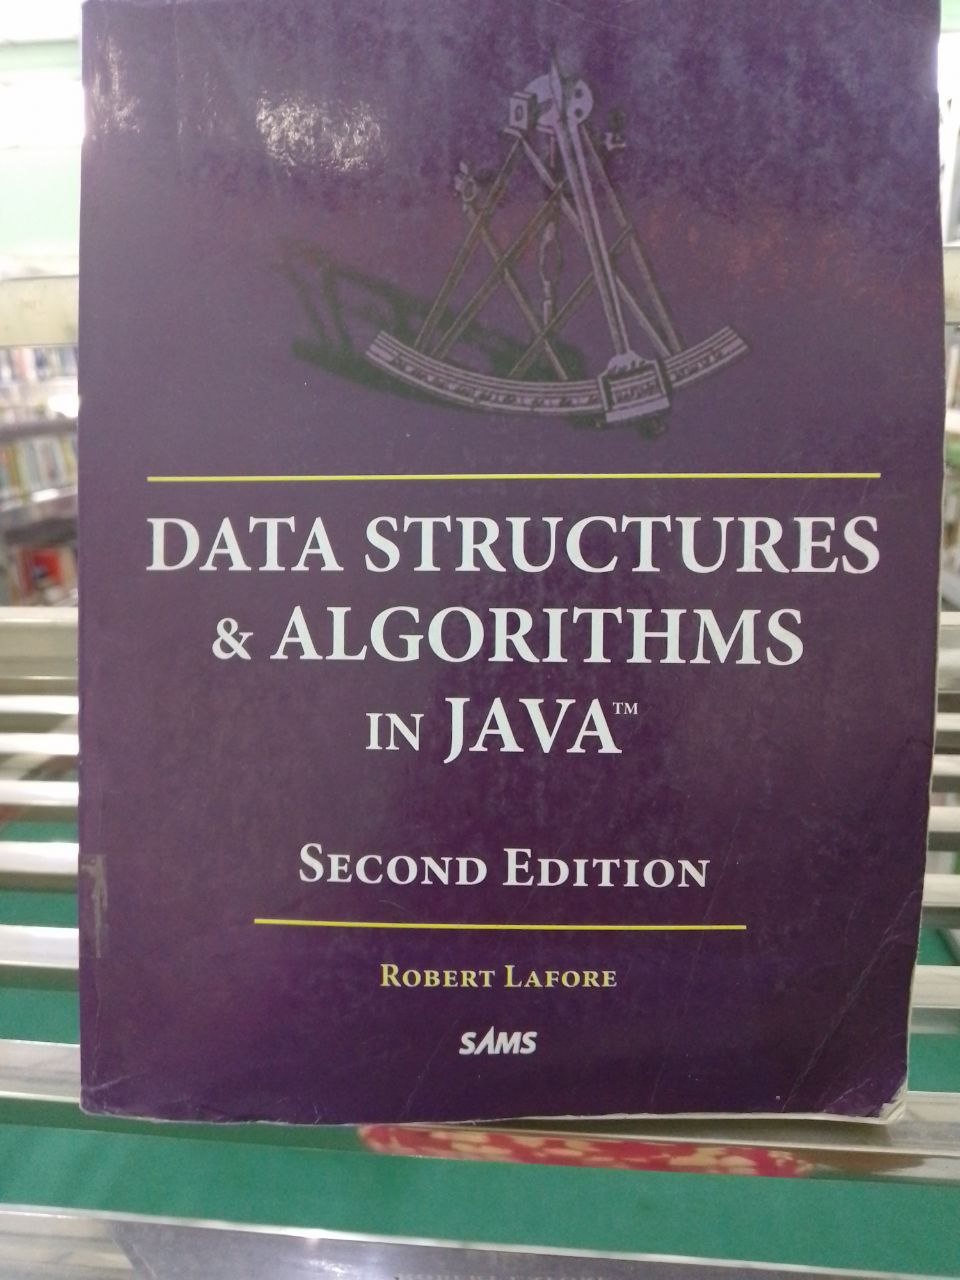 DATA STRUCTURES
& ALGORITHMS
IN JAVA™
SECOND EDITION
ROBERT LAFORE
SAMS